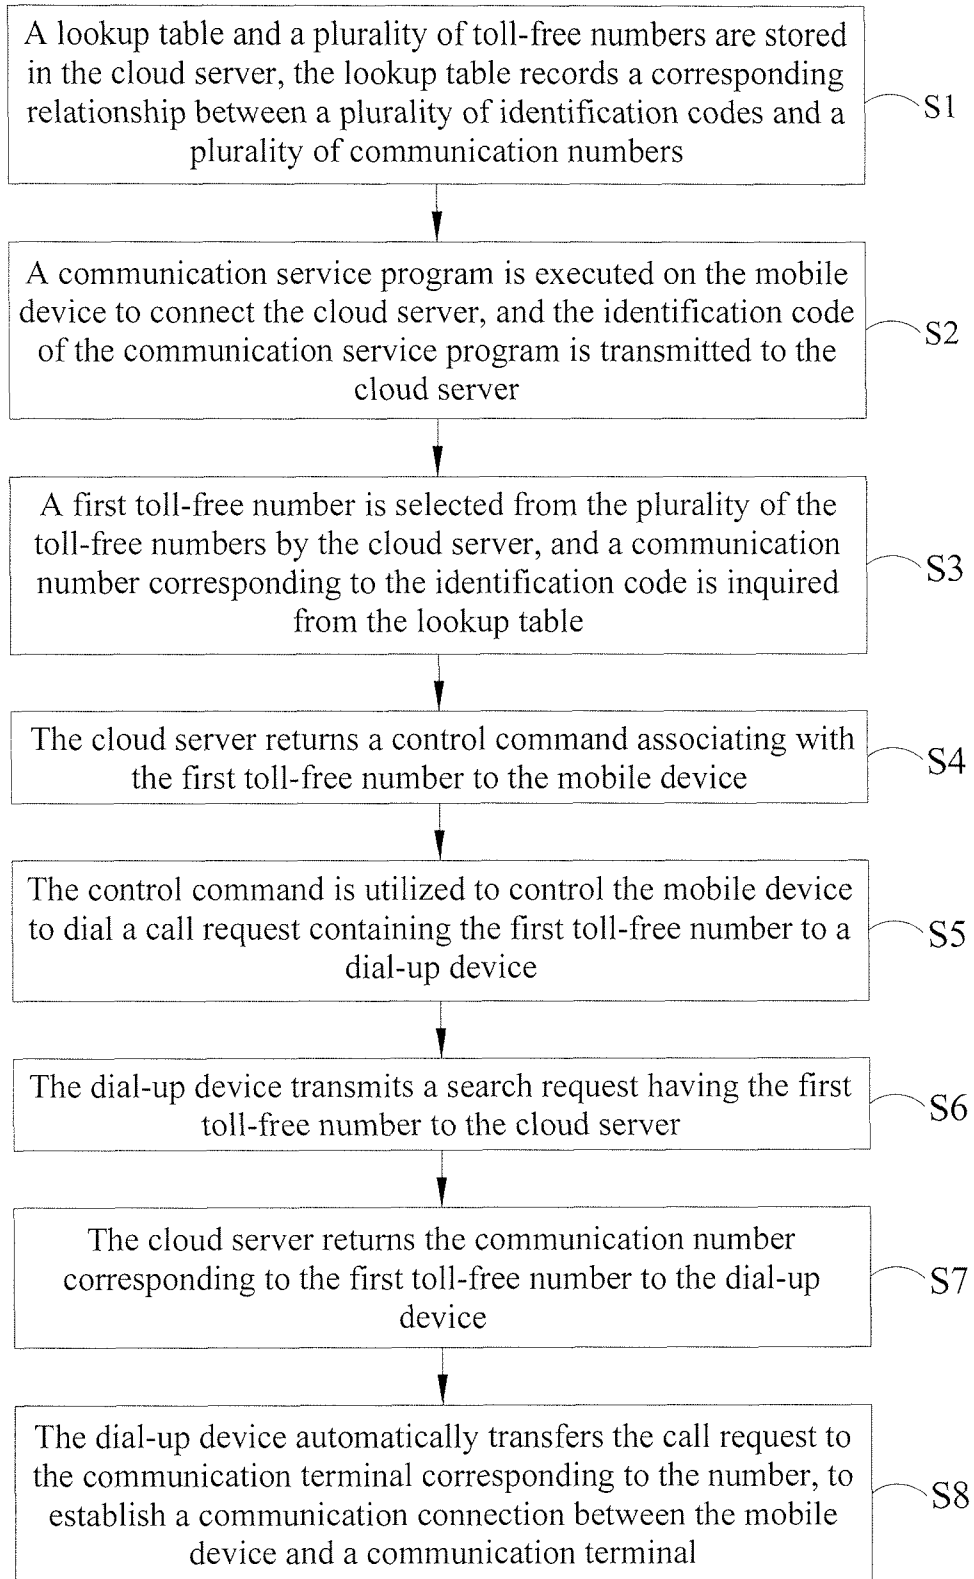 A lookup table and a plurality of toll-free numbers are stored
in the cloud server, the lookup table records a corresponding
relationship between a plurality of identification codes and a
plurality of communication numbers
S1
A communication service program is executed on the mobile
device to connect the cloud server, and the identification code
of the communication service program is transmitted to the
cloud server
S2
A first toll-free number is selected from the plurality of the
toll-free numbers by the cloud server, and a communication
number corresponding to the identification code is inquired
from the lookup table
S3
The cloud server returns a control command associating with
the first toll-free number to the mobile device
S4
The control command is utilized to control the mobile device
to dial a call request containing the first toll-free number to a
dial-up device
S5
The dial-up device transmits a search request having the first
toll-free number to the cloud server
S6
The cloud server returns the communication number
corresponding to the first toll-free number to the dial-up
device
S7
The dial-up device automatically transfers the call request to
the communication terminal corresponding to the number, to
establish a communication connection between the mobile
device and a communication terminal
S8